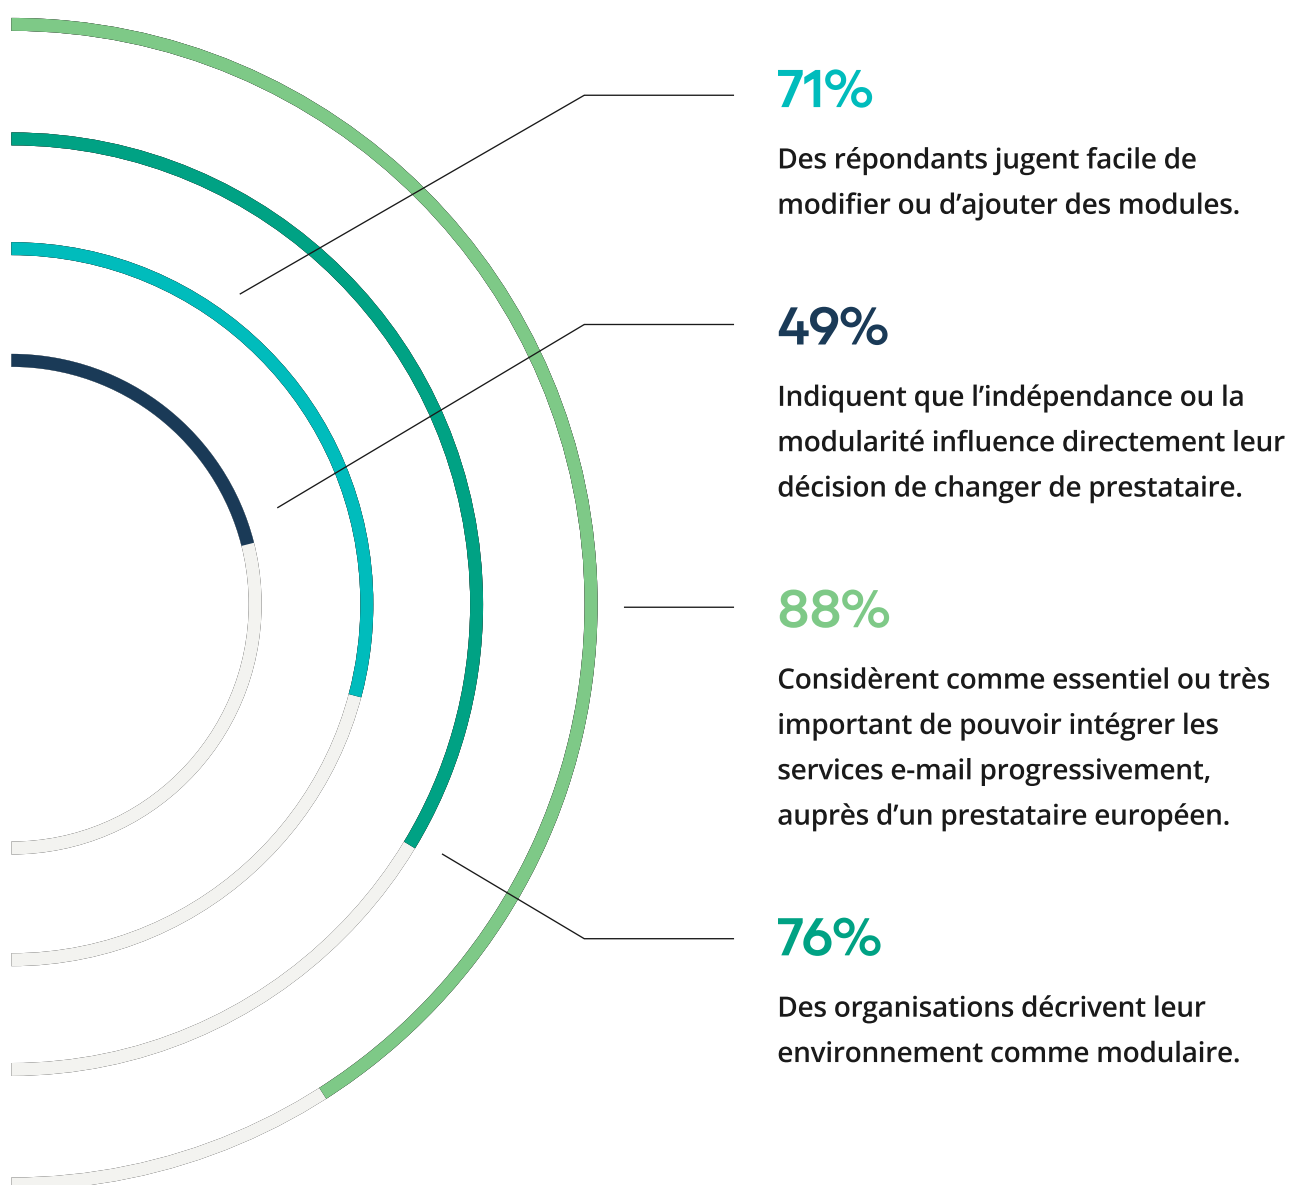 71%
Des répondants jugent facile de
modifier ou d’ajouter des modules.
49%
Indiquent que l’indépendance ou la
modularité influence directement leur
décision de changer de prestataire.
88%
Considèrent comme essentiel ou très
important de pouvoir intégrer les
services e-mail progressivement,
auprès d’un prestataire européen.
76%
Des organisations décrivent leur
environnement comme modulaire.